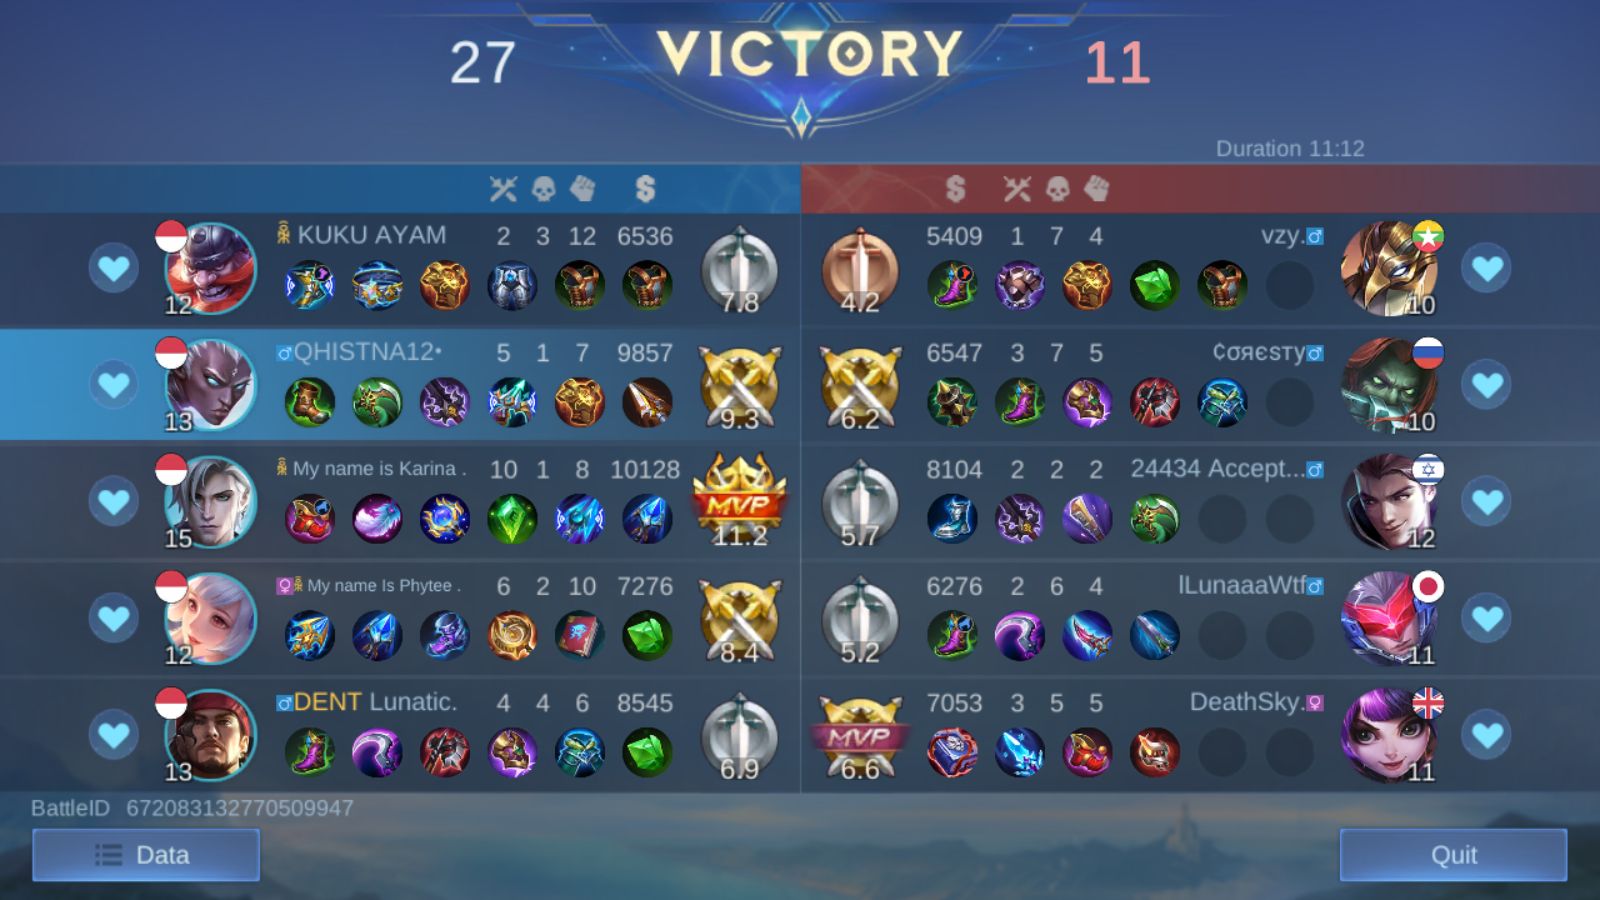 27 VICTORY 11
Duration 11:12
KUKU AYAM 2 3 12 6536
12 7.8
5409 1 7 4 vzy.
4.2 10
QHISTNA12• 5 1 7 9857
13 9.3
6547 3 7 5 ¢σяєѕтy
6.2 10
My name is Karina . 10 1 8 10128
15 MVP 11.2
8104 2 2 2 24434 Accept...
5.7 12
My name Is Phytee . 6 2 10 7276
12 8.4
6276 2 6 4 lLunaaaWtf
5.2 11
DENT Lunatic. 4 4 6 8545
13 6.9
7053 3 5 5 DeathSky.
MVP 6.6 11
BattleID 672083132770509947
Data
Quit